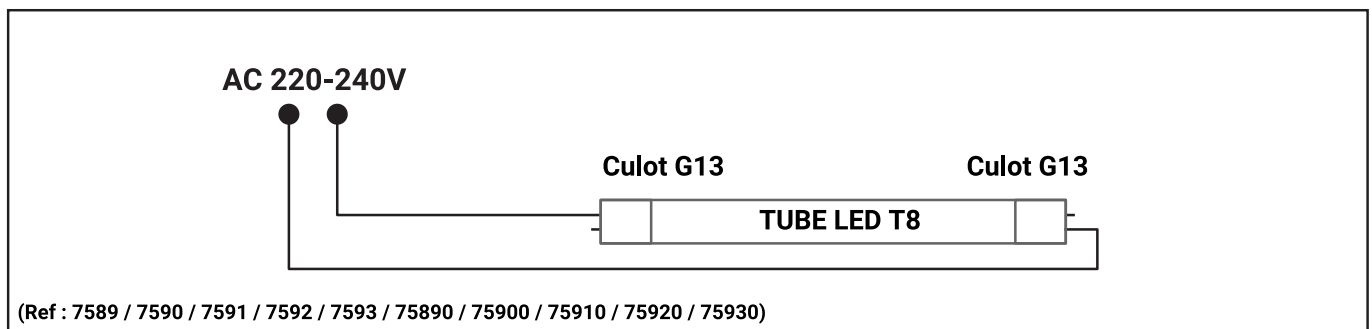 AC 220-240V
Culot G13
Culot G13
TUBE LED T8
(Ref : 7589 / 7590 / 7591 / 7592 / 7593 / 75890 / 75900 / 75910 / 75920 / 75930)